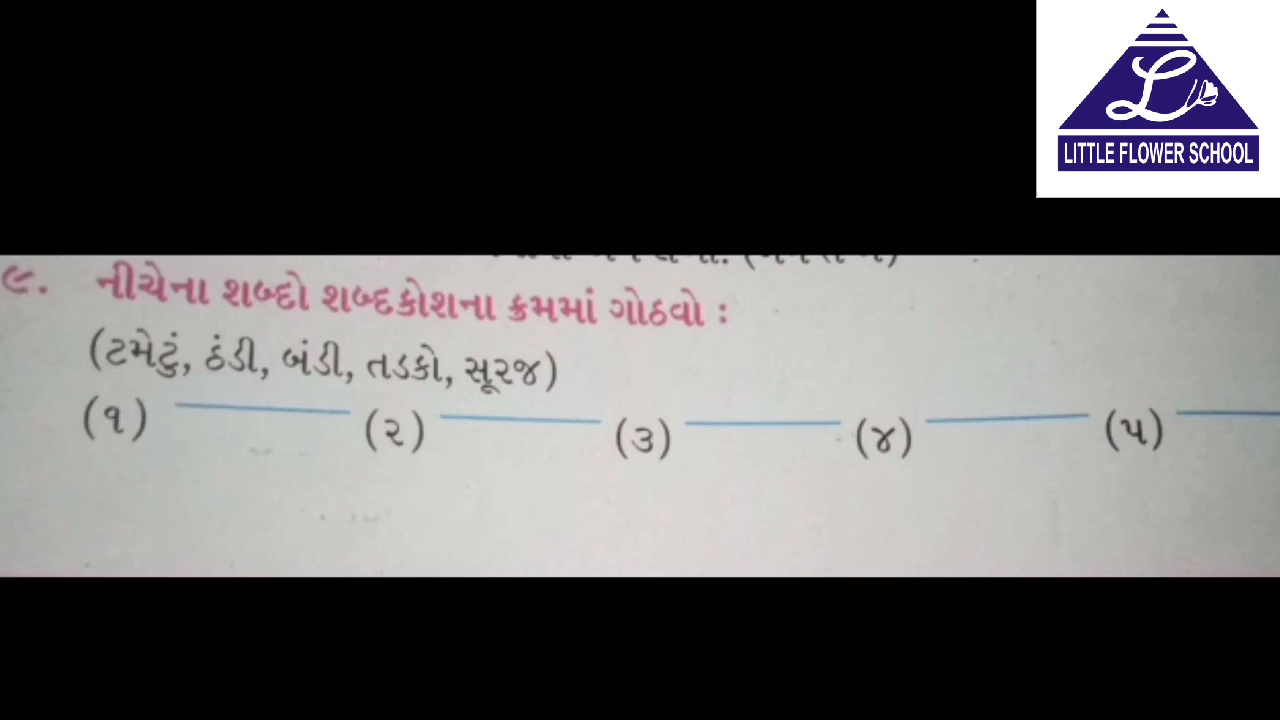 LITTLE FLOWER SCHOOL
૯. નીચેના શબ્દો શબ્દકોશના ક્રમમાં ગોઠવો :
(ટમેટું, ઠંડી, બંડી, તડકો, સૂરજ)
(૧) (૨) (૩) (૪) (૫)